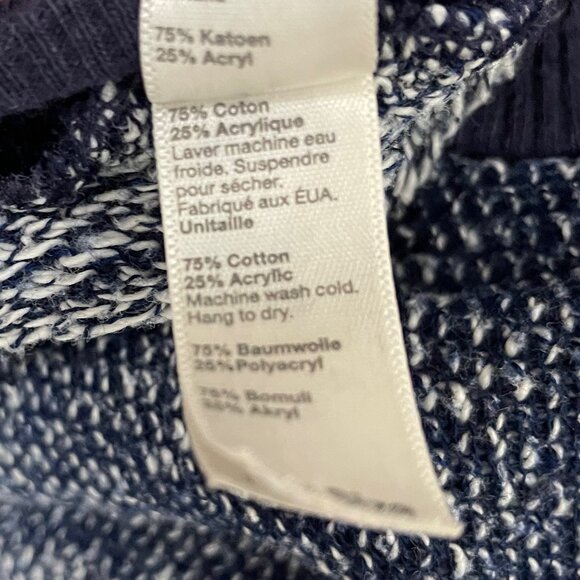 75% Katoen
25% Acryl
75% Coton
25% Acrylique
Laver machine eau
froide. Suspendre
pour sécher.
Fabriqué aux ÉUA.
Unitaille
75% Cotton
25% Acrylic
Machine wash cold.
Hang to dry.
75% Baumwolle
25% Polyacryl
75% Bomull
Akryl